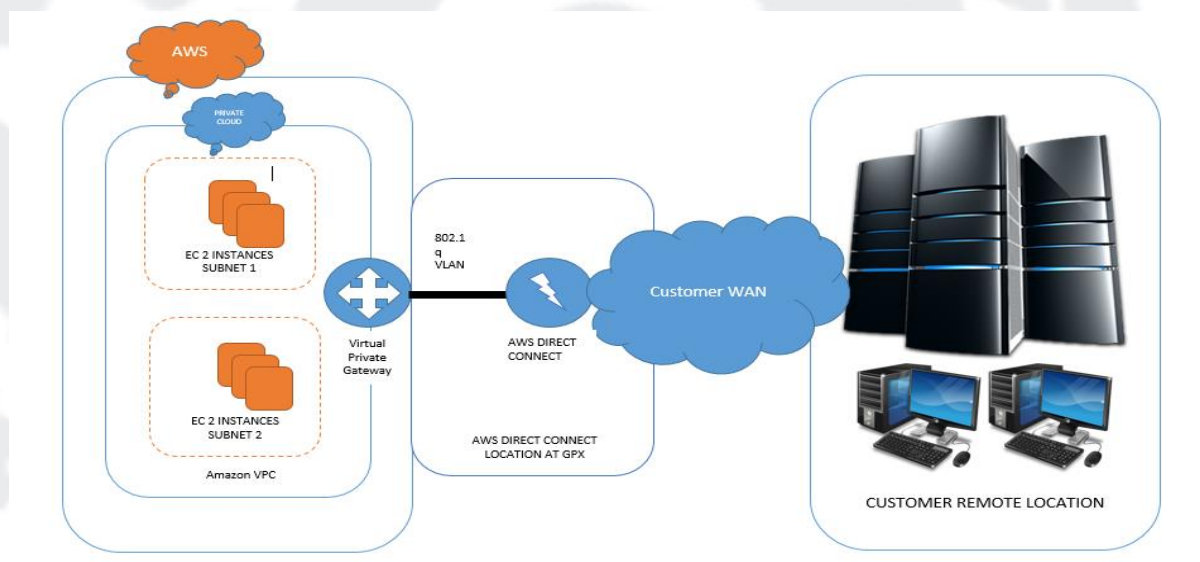 AWS
PRIVATE
CLOUD
EC 2 INSTANCES
SUBNET 1
EC 2 INSTANCES
SUBNET 2
Amazon VPC
Virtual
Private
Gateway
802.1
q
VLAN
AWS DIRECT
CONNECT
AWS DIRECT CONNECT
LOCATION AT GPX
Customer WAN
CUSTOMER REMOTE LOCATION